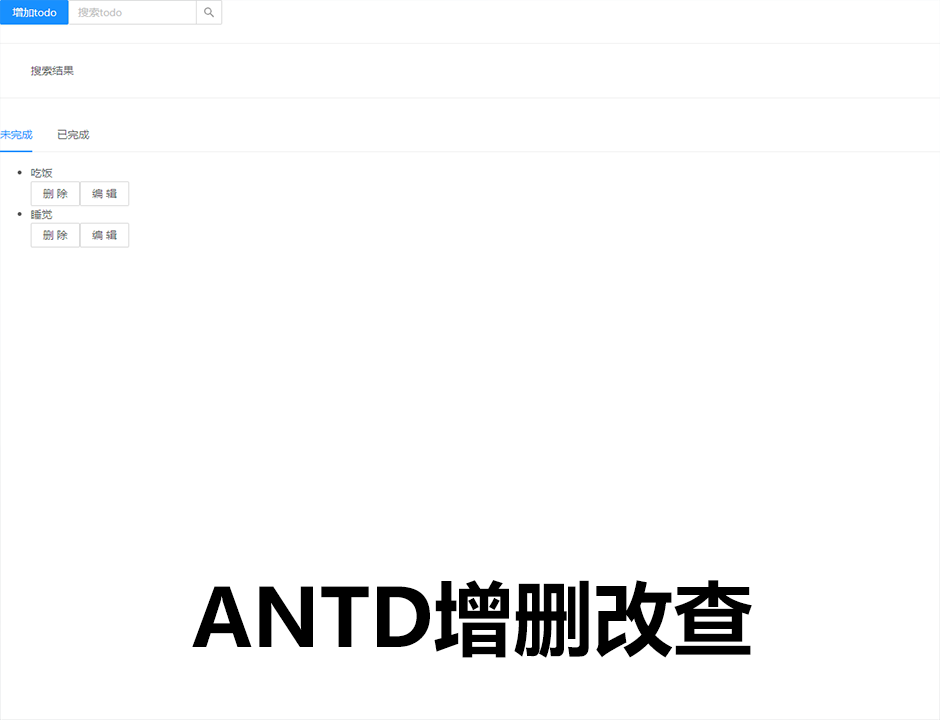 增加todo 搜索todo
搜索结果
未完成 已完成
吃饭
删 除 编 辑
睡觉
删 除 编 辑
ANTD增删改查